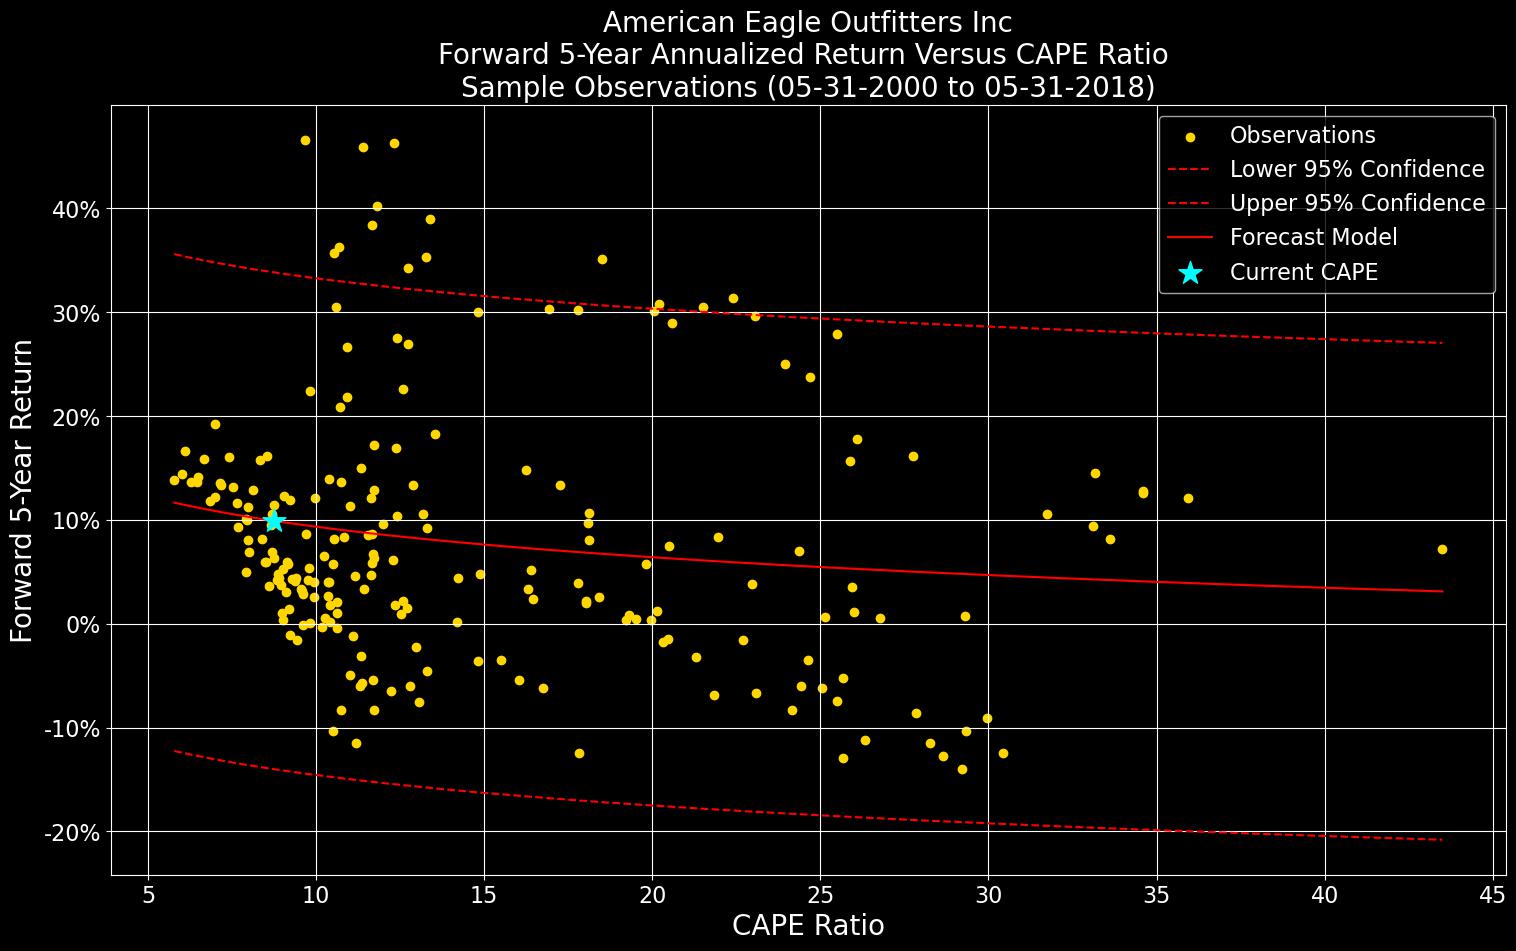 American Eagle Outfitters Inc
Forward 5-Year Annualized Return Versus CAPE Ratio
Sample Observations (05-31-2000 to 05-31-2018)
Observations
Lower 95% Confidence
Upper 95% Confidence
Forecast Model
Current CAPE
Forward 5-Year Return
40%
30%
20%
10%
0%
-10%
-20%
5 10 15 20 25 30 35 40 45
CAPE Ratio